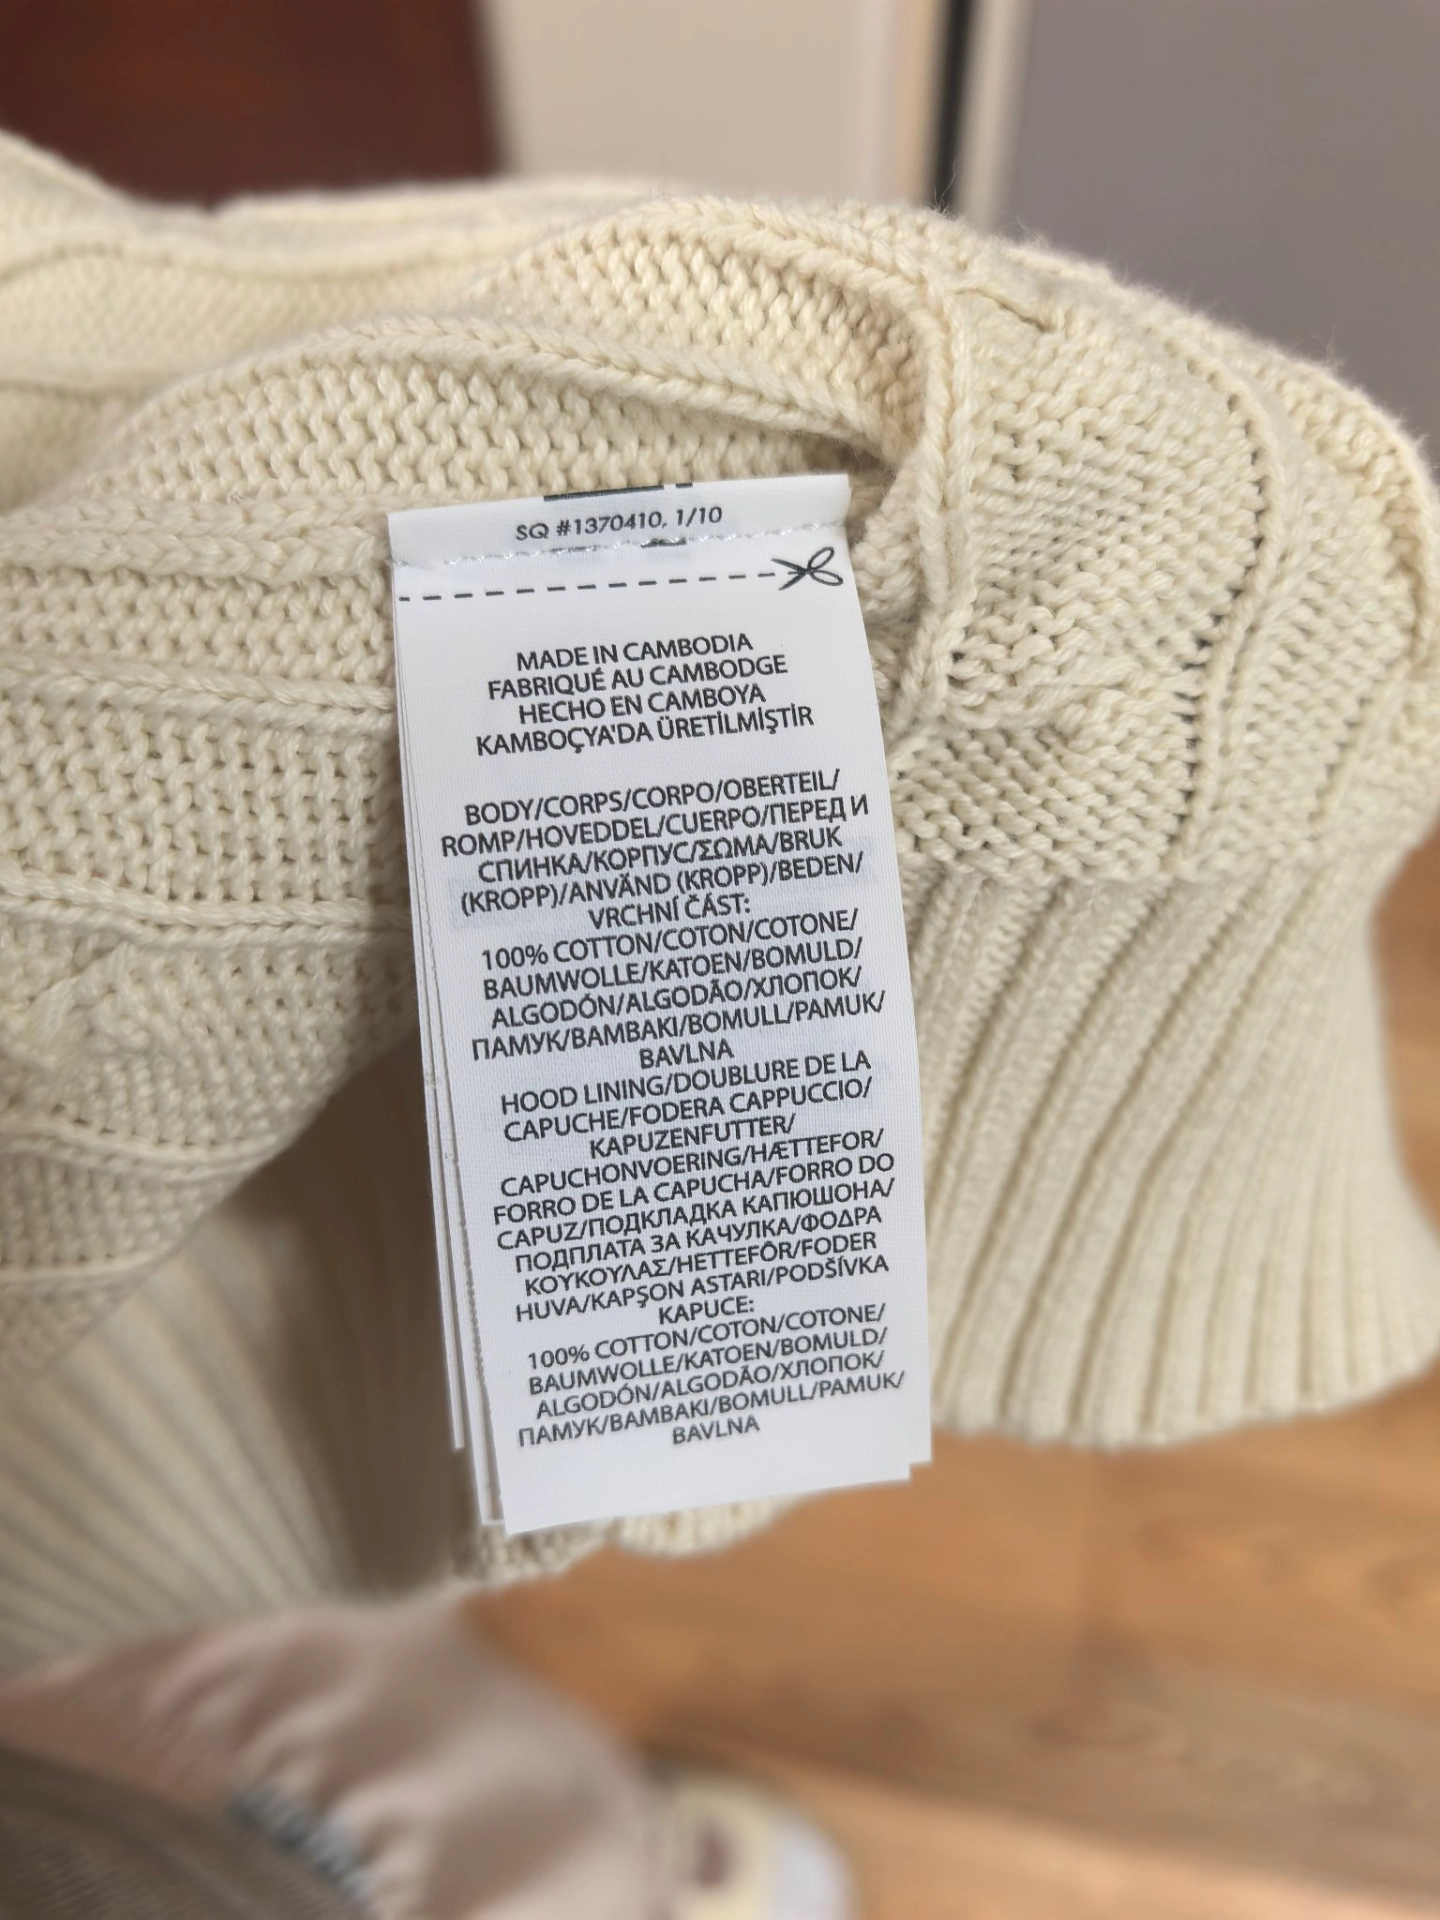 SQ #1370410, 1/10
MADE IN CAMBODIA
FABRIQUÉ AU CAMBODGE
HECHO EN CAMBOYA
KAMBOÇYA'DA ÜRETİLMİŞTİR
BODY/CORPS/CORPO/OBERTEIL/
ROMP/HOVEDDEL/CUERPO/ПЕРЕД И
СПИНКА/КОРПУС/ΣΩΜΑ/BRUK
(KROPP)/ANVÄND (KROPP)/BEDEN/
VRCHNÍ ČÁST:
100% COTTON/COTON/COTONE/
BAUMWOLLE/KATOEN/BOMULD/
ALGODÓN/ALGODÃO/ХЛОПОК/
ПАМУК/ΒΑΜΒΑΚΙ/BOMULL/PAMUK/
BAVLNA
HOOD LINING/DOUBLURE DE LA
CAPUCHE/FODERA CAPPUCCIO/
KAPUZENFUTTER/
CAPUCHONVOERING/HÆTTEFOR/
FORRO DE LA CAPUCHA/FORRO DO
CAPUZ/ПОДКЛАДКА КАПЮШОНА/
ПОДПЛАТА ЗА КАЧУЛКА/ΦΟΔΡΑ
ΚΟΥΚΟΥΛΑΣ/HETTEFÔR/FODER
HUVA/KAPŞON ASTARI/PODŠÍVKA
KAPUCE:
100% COTTON/COTON/COTONE/
BAUMWOLLE/KATOEN/BOMULD/
ALGODÓN/ALGODÃO/ХЛОПОК/
ПАМУК/ΒΑΜΒΑΚΙ/BOMULL/PAMUK/
BAVLNA